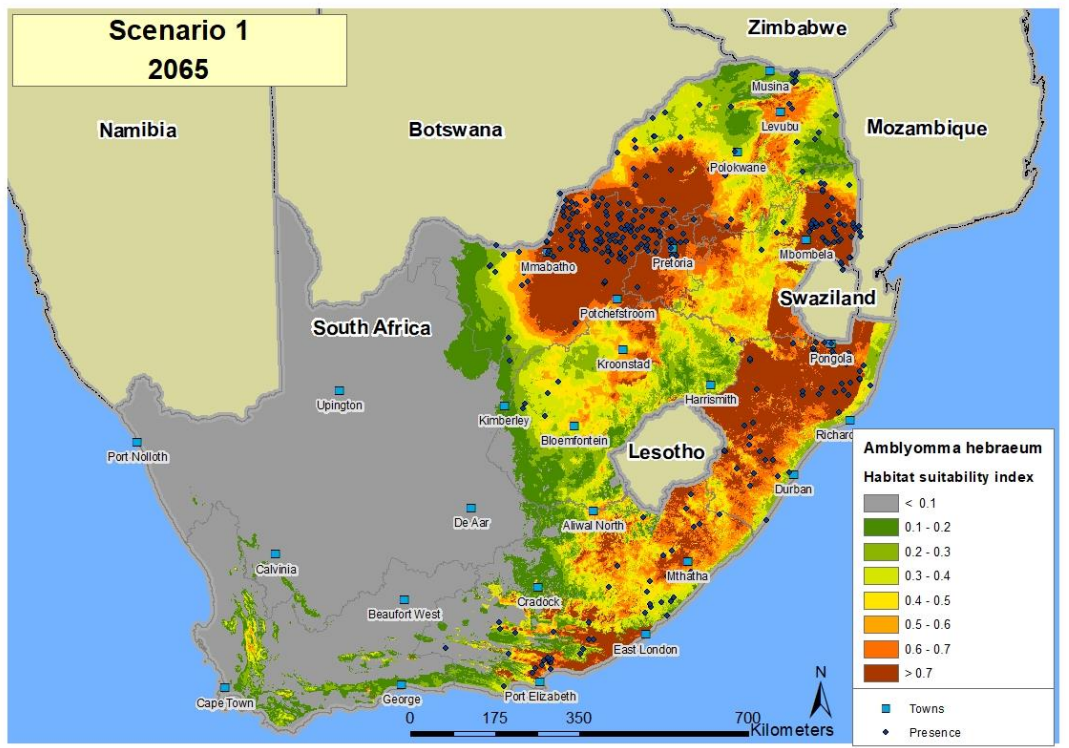 Scenario 1
2065
Zimbabwe
Namibia
Botswana
Mozambique
Musina
Levubu
Polokwane
Mmabatho
Pretoria
Mbombela
Swaziland
South Africa
Potchefstroom
Pongola
Kroonstad
Upington
Kimberley
Harrismith
Bloemfontein
Richard
Port Nolloth
Lesotho
Durban
De Aar
Aliwal North
Calvinia
Mthatha
Cradock
Beaufort West
East London
Cape Town
George
Port Elizabeth
Amblyomma hebraeum
Habitat suitability index
< 0.1
0.1 - 0.2
0.2 - 0.3
0.3 - 0.4
0.4 - 0.5
0.5 - 0.6
0.6 - 0.7
> 0.7
Towns
Presence
N
0 175 350 700
Kilometers